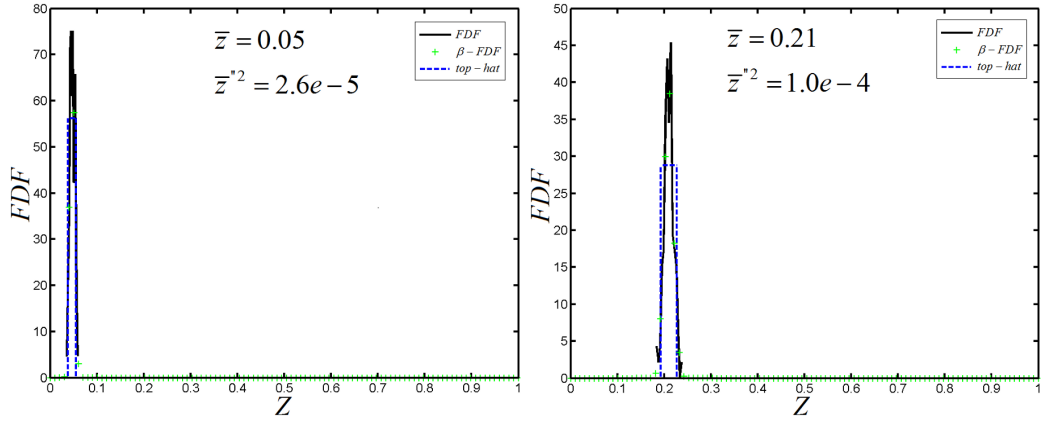 80
70
60
50
40
30
20
10
0
FDF
z̅ = 0.05
z̅"² = 2.6e−5
FDF
β−FDF
top−hat
0 0.1 0.2 0.3 0.4 0.5 0.6 0.7 0.8 0.9 1
Z
50
45
40
35
30
25
20
15
10
5
0
FDF
z̅ = 0.21
z̅"² = 1.0e−4
FDF
β−FDF
top−hat
0 0.1 0.2 0.3 0.4 0.5 0.6 0.7 0.8 0.9 1
Z